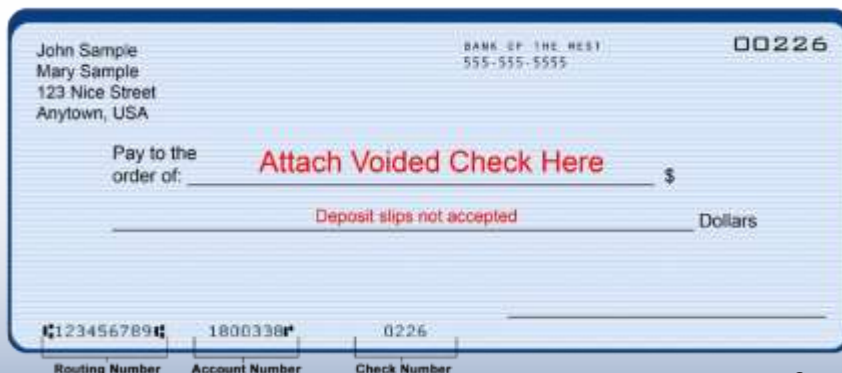 John Sample
Mary Sample
123 Nice Street
Anytown, USA
BANK OF THE WEST
555-555-5555
00226
Pay to the
order of: Attach Voided Check Here $
Deposit slips not accepted Dollars
⑆123456789⑆ 1800338⑈ 0226
Routing Number Account Number Check Number